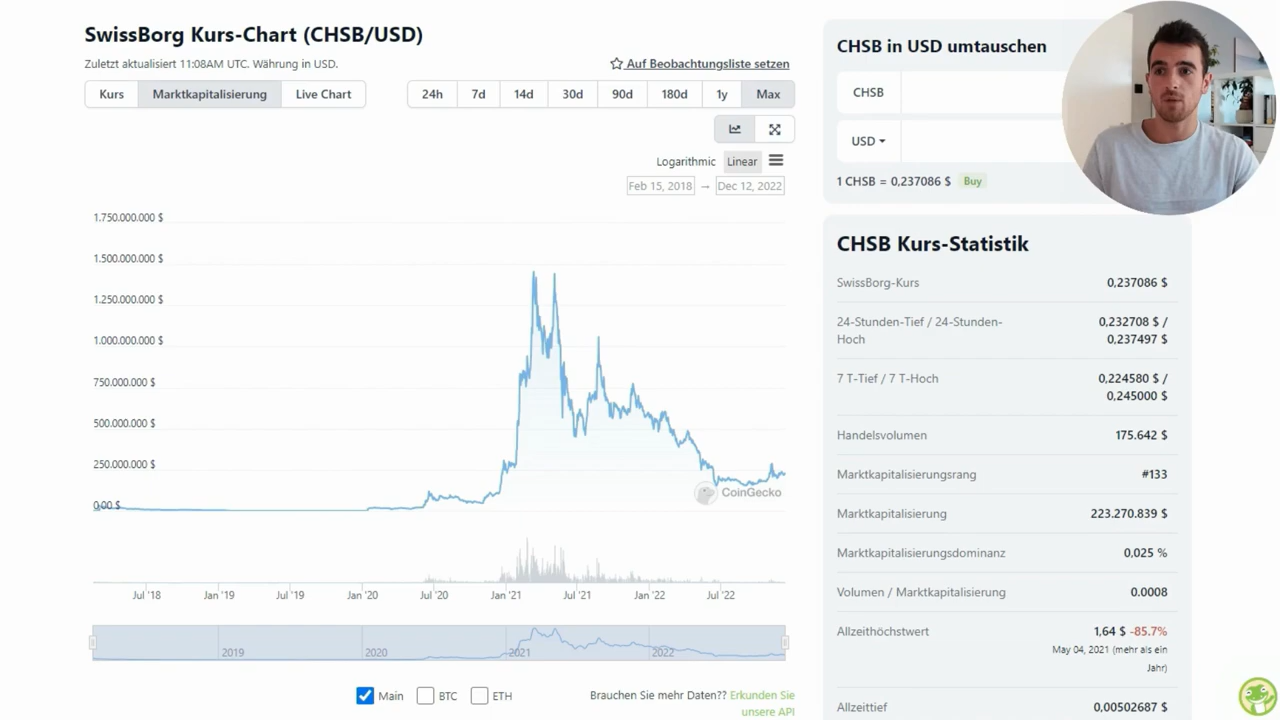 SwissBorg Kurs-Chart (CHSB/USD)
Zuletzt aktualisiert 11:08AM UTC. Währung in USD.
Auf Beobachtungsliste setzen
Kurs Marktkapitalisierung Live Chart
24h 7d 14d 30d 90d 180d 1y Max
Logarithmic Linear
Feb 15, 2018 → Dec 12, 2022
1.750.000.000 $
1.500.000.000 $
1.250.000.000 $
1.000.000.000 $
750.000.000 $
500.000.000 $
250.000.000 $
0,00 $
CoinGecko
Jul '18 Jan '19 Jul '19 Jan '20 Jul '20 Jan '21 Jul '21 Jan '22 Jul '22
2019 2020 2021 2022
Main BTC ETH
Brauchen Sie mehr Daten?? Erkunden Sie
unsere API
CHSB in USD umtauschen
CHSB
USD
1 CHSB = 0,237086 $ Buy
CHSB Kurs-Statistik
SwissBorg-Kurs 0,237086 $
24-Stunden-Tief / 24-Stunden- 0,232708 $ /
Hoch 0,237497 $
7 T-Tief / 7 T-Hoch 0,224580 $ /
0,245000 $
Handelsvolumen 175.642 $
Marktkapitalisierungsrang #133
Marktkapitalisierung 223.270.839 $
Marktkapitalisierungsdominanz 0,025 %
Volumen / Marktkapitalisierung 0.0008
Allzeithöchstwert 1,64 $ -85.7%
May 04, 2021 (mehr als ein
Jahr)
Allzeittief 0,00502687 $